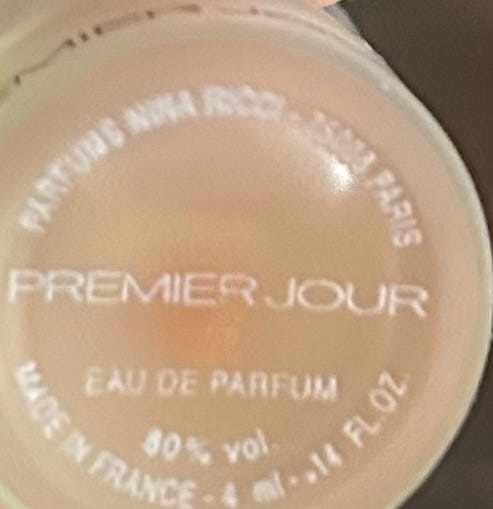 PARFUMS NINA RICCI - 75008 PARIS
PREMIER JOUR
EAU DE PARFUM
80% vol.
MADE IN FRANCE - 4 ml - .14 FL. OZ.